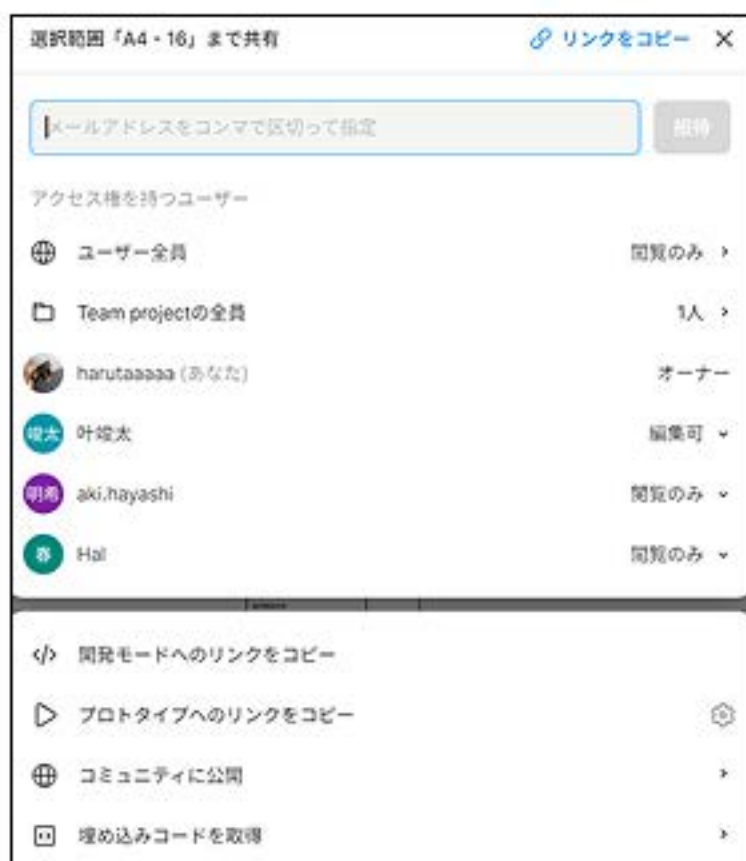 選択範囲「A4・16」まで共有 リンクをコピー
メールアドレスをコンマで区切って指定 招待
アクセス権を持つユーザー
ユーザー全員 閲覧のみ
Team projectの全員 1人
harutaaaaa (あなた) オーナー
竣太 叶竣太 編集可
明希 aki.hayashi 閲覧のみ
春 Hal 閲覧のみ
開発モードへのリンクをコピー
プロトタイプへのリンクをコピー
コミュニティに公開
埋め込みコードを取得